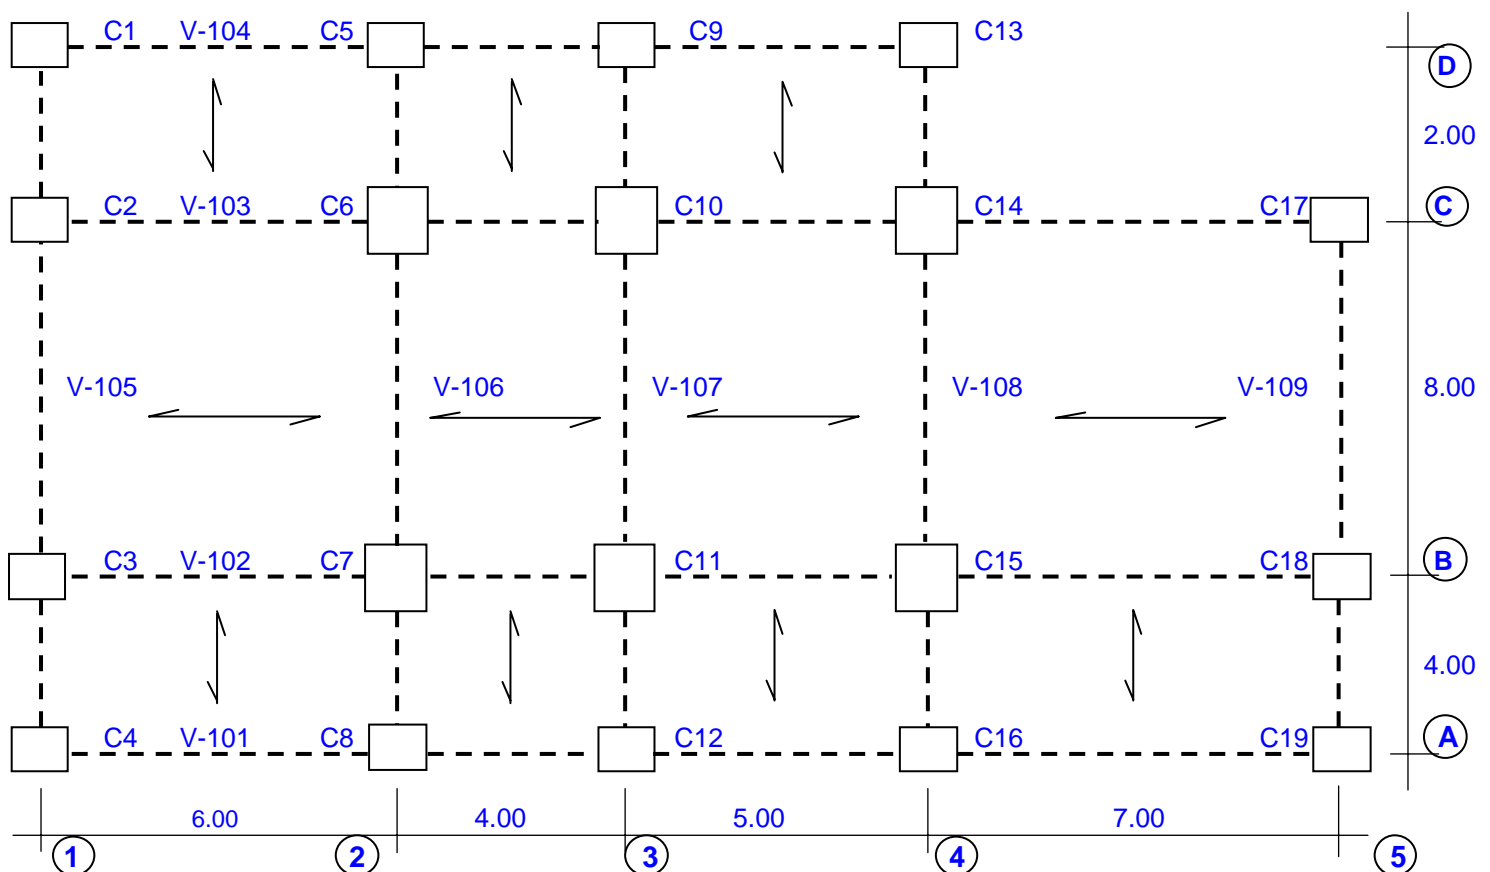 C1 V-104 C5 C9 C13
D
2.00
C2 V-103 C6 C10 C14 C17 C
V-105 V-106 V-107 V-108 V-109 8.00
C3 V-102 C7 C11 C15 C18 B
4.00
C4 V-101 C8 C12 C16 C19 A
6.00 4.00 5.00 7.00
1 2 3 4 5